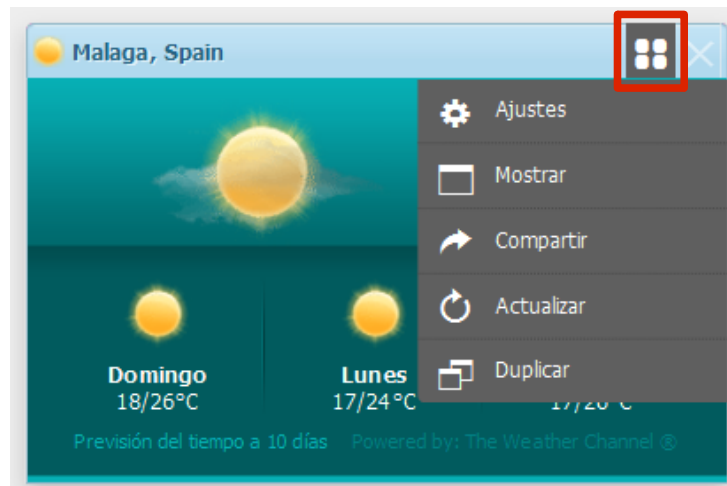 Malaga, Spain
Ajustes
Mostrar
Compartir
Actualizar
Duplicar
Domingo
Lunes
18/26°C
17/24°C
Previsión del tiempo a 10 días
Powered by: The Weather Channel ®